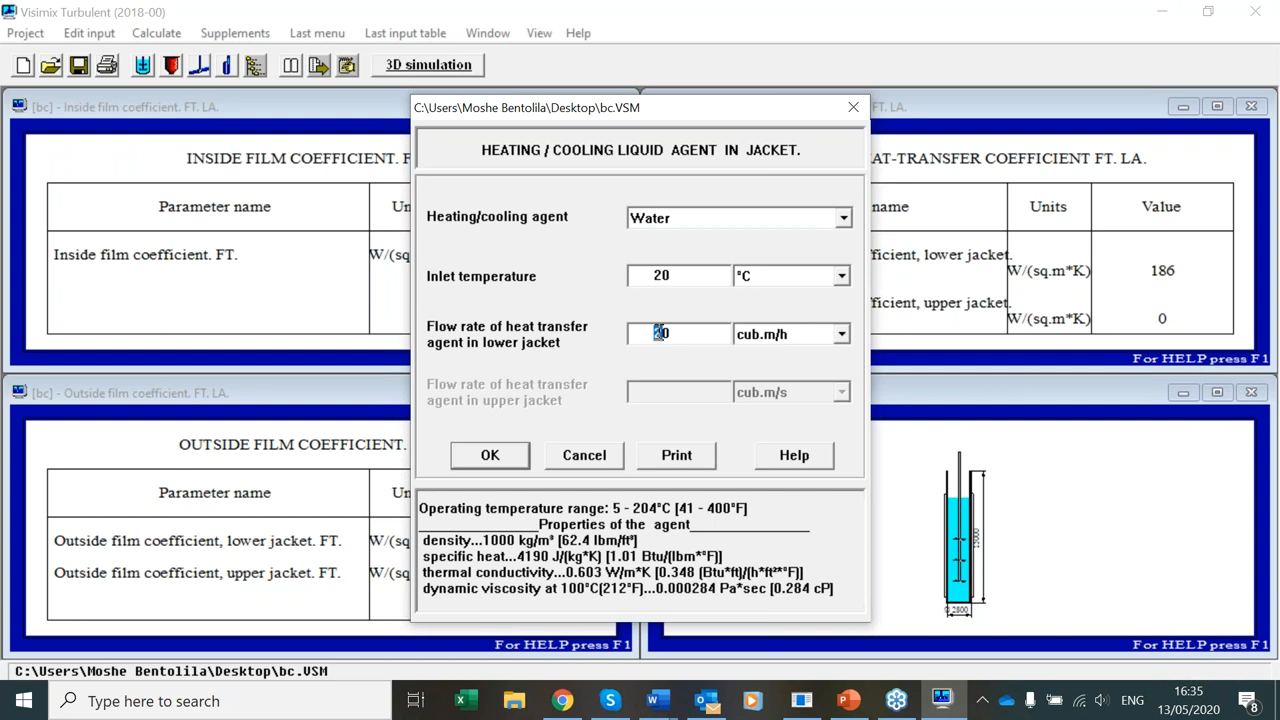 Visimix Turbulent (2018-00)
Project Edit input Calculate Supplements Last menu Last input table Window View Help
3D simulation
[bc] - Inside film coefficient. FT. LA.
C:\Users\Moshe Bentolila\Desktop\bc.VSM
FT. LA.
HEATING / COOLING LIQUID AGENT IN JACKET.
INSIDE FILM COEFFICIENT. F
AT-TRANSFER COEFFICIENT FT. LA.
Parameter name
Un
name Units Value
Heating/cooling agent Water
Inside film coefficient. FT. W/(sq.m*K)
fficient, lower jacket. W/(sq.m*K) 186
Inlet temperature 20 °C
fficient, upper jacket. W/(sq.m*K) 0
Flow rate of heat transfer
agent in lower jacket
cub.m/h
For HELP press F1
[bc] - Outside film coefficient. FT. LA.
Flow rate of heat transfer
agent in upper jacket
cub.m/s
OUTSIDE FILM COEFFICIENT.
OK Cancel Print Help
Parameter name
Un
Outside film coefficient, lower jacket. FT. W/(sq
Outside film coefficient, upper jacket. FT. W/(sq
Operating temperature range: 5 - 204°C [41 - 400°F]
Properties of the agent
density...1000 kg/m³ [62.4 lbm/ft³]
specific heat...4190 J/(kg*K) [1.01 Btu/(lbm*°F)]
thermal conductivity...0.603 W/m*K [0.348 (Btu*ft)/(h*ft²*°F)]
dynamic viscosity at 100°C(212°F)...0.000284 Pa*sec [0.284 cP)
0.2800
For HELP press F1
For HELP press F1
C:\Users\Moshe Bentolila\Desktop\bc.VSM
Type here to search
ENG
16:35
13/05/2020
8